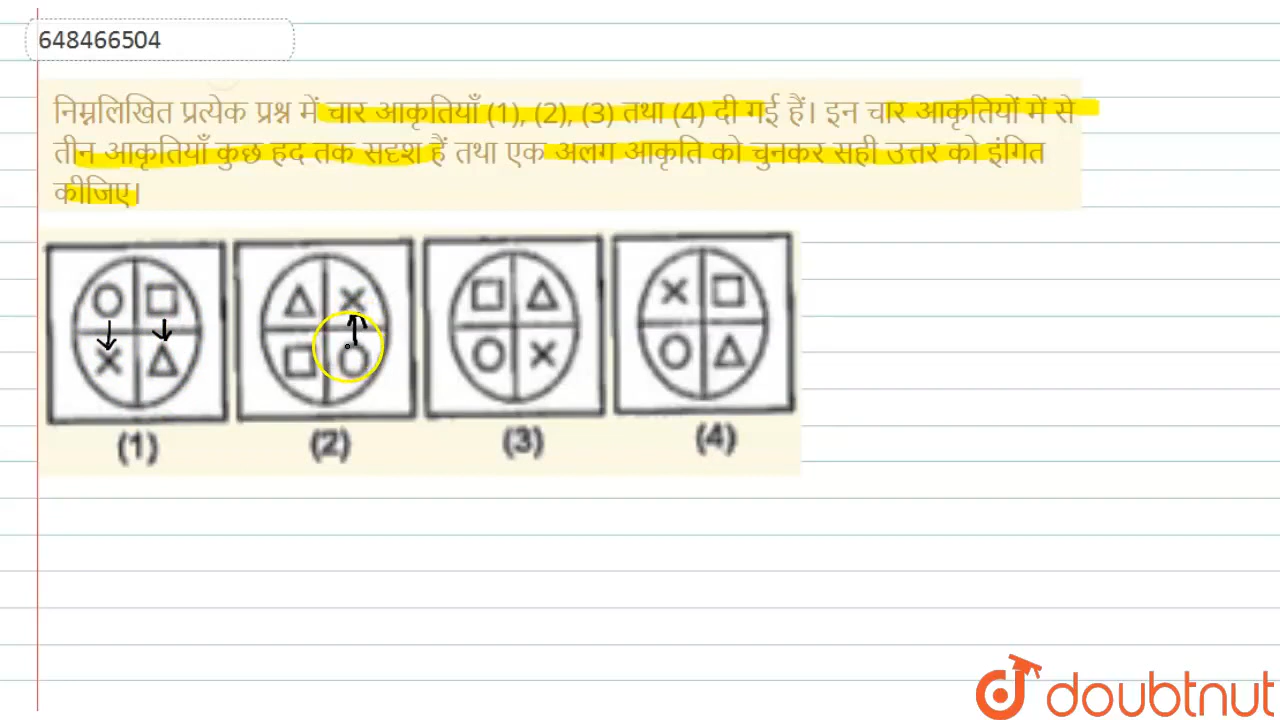 648466504
निम्नलिखित प्रत्येक प्रश्न में चार आकृतियाँ (1), (2), (3) तथा (4) दी गई हैं। इन चार आकृतियों में से
तीन आकृतियाँ कुछ हद तक सदृश हैं तथा एक अलग आकृति को चुनकर सही उत्तर को इंगित
कीजिए।
(1) (2) (3) (4)
doubtnut